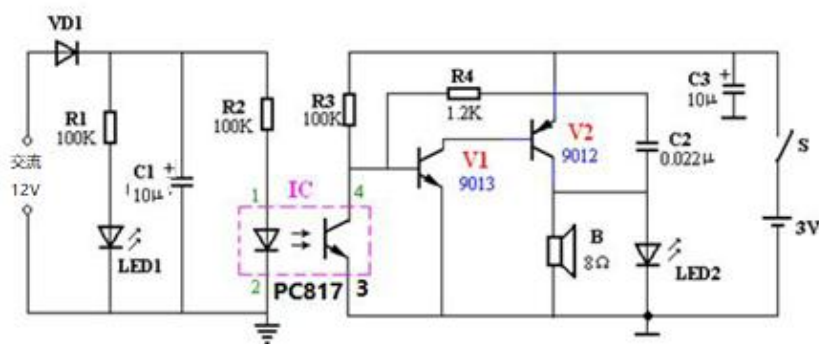 VD1
R1
100K
交流
12V
C1
+
10μ
LED1
R2
100K
1
IC
2
PC817
3
4
R3
100K
R4
1.2K
V1
9013
V2
9012
B
8Ω
C2
0.022μ
LED2
C3
+
10μ
S
3V